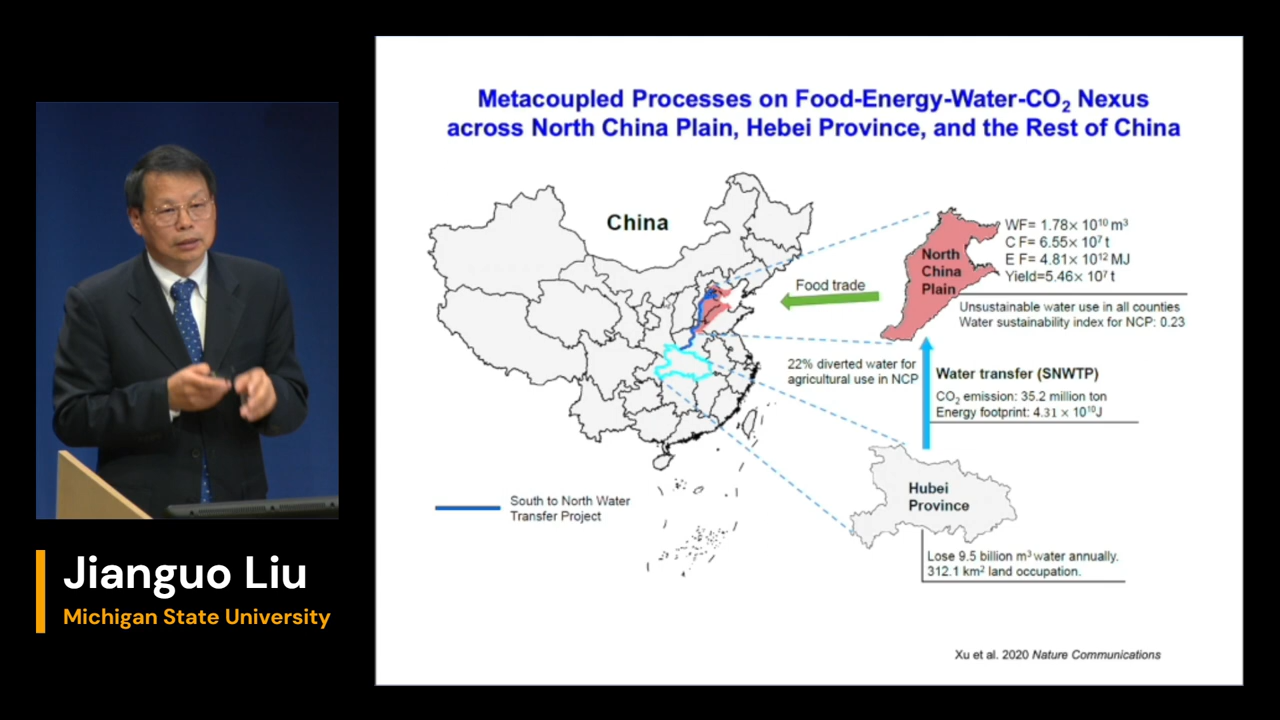 Metacoupled Processes on Food-Energy-Water-CO₂ Nexus
across North China Plain, Hebei Province, and the Rest of China
China
North
China
Plain
WF= 1.78× 10¹⁰ m³
C F= 6.55× 10⁷ t
E F= 4.81× 10¹² MJ
Yield=5.46× 10⁷ t
Food trade
Unsustainable water use in all counties
Water sustainability index for NCP: 0.23
22% diverted water for
agricultural use in NCP
Water transfer (SNWTP)
CO₂ emission: 35.2 million ton
Energy footprint: 4.31 × 10¹⁰J
Hubei
Province
South to North Water
Transfer Project
Lose 9.5 billion m³ water annually.
312.1 km² land occupation.
Xu et al. 2020 Nature Communications
Jianguo Liu
Michigan State University